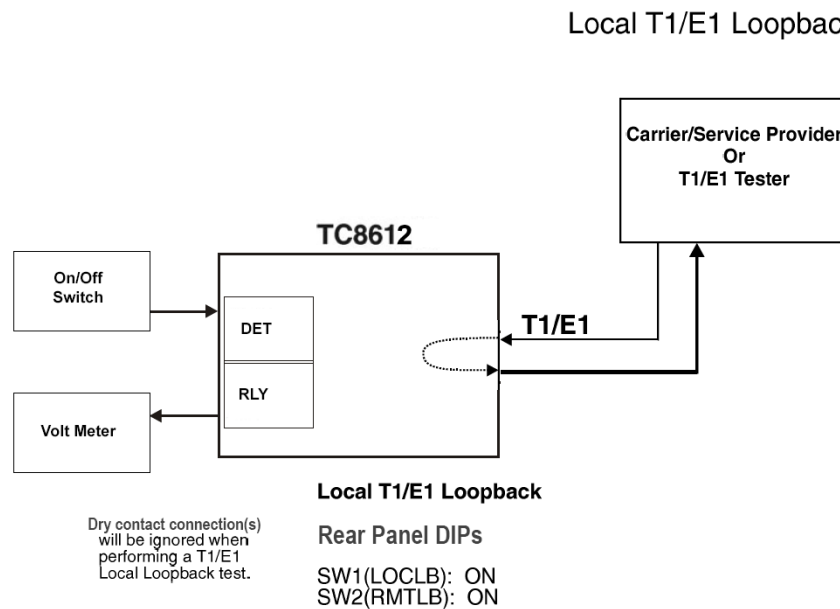 Local T1/E1 Loopbac
Carrier/Service Provider
Or
T1/E1 Tester
TC8612
On/Off
Switch
DET
T1/E1
RLY
Volt Meter
Local T1/E1 Loopback
Dry contact connection(s)
will be ignored when
performing a T1/E1
Local Loopback test.
Rear Panel DIPs
SW1(LOCLB): ON
SW2(RMTLB): ON